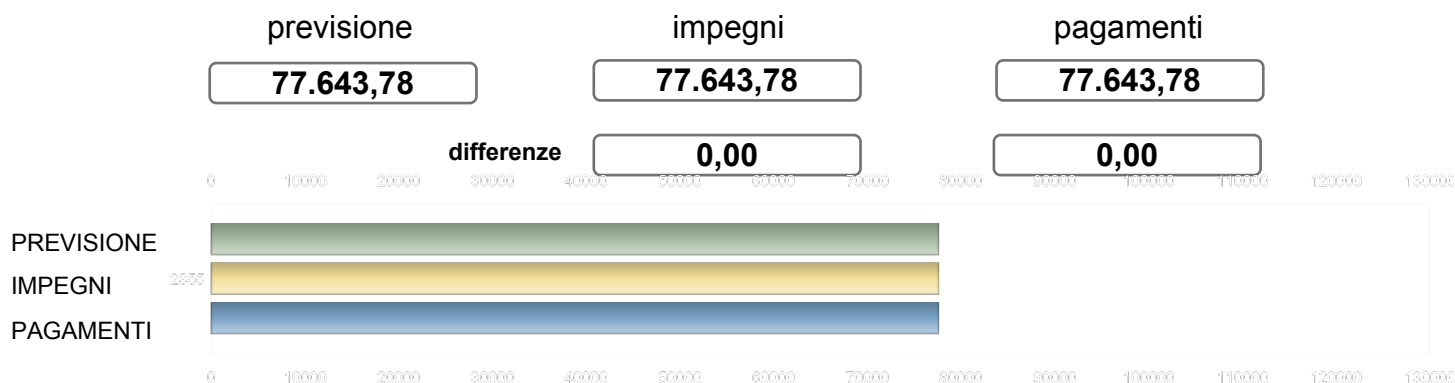 previsione impegni pagamenti
77.643,78 77.643,78 77.643,78
differenze 0,00 0,00
0 10000 20000 30000 40000 50000 60000 70000 80000 90000 100000 110000 120000 130000
PREVISIONE
IMPEGNI 2855
PAGAMENTI
0 10000 20000 30000 40000 50000 60000 70000 80000 90000 100000 110000 120000 130000